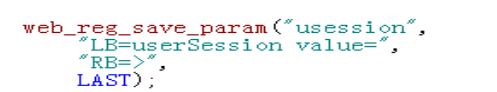 web_reg_save_param("usession",
"LB=userSession value=",
"RB=>",
LAST);